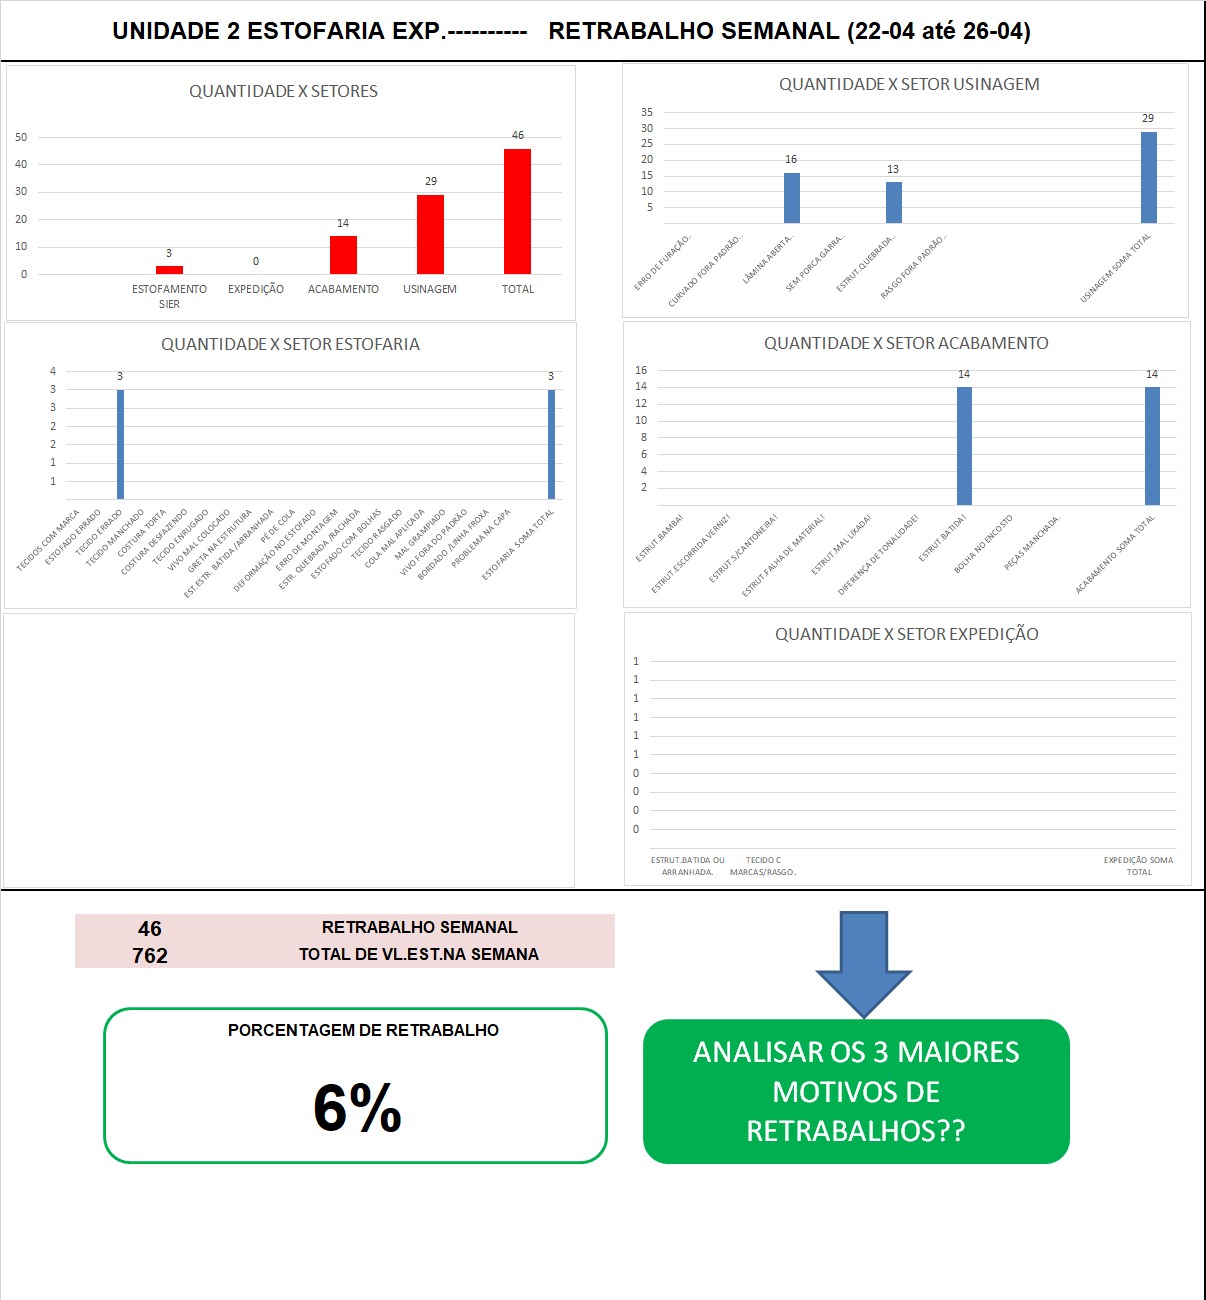 UNIDADE 2 ESTOFARIA EXP.---------- RETRABALHO SEMANAL (22-04 até 26-04)
QUANTIDADE X SETORES
50
40
30
20
10
0
3
0
14
29
46
ESTOFAMENTO SIER
EXPEDIÇÃO
ACABAMENTO
USINAGEM
TOTAL
QUANTIDADE X SETOR USINAGEM
35
30
25
20
15
10
5
16
13
29
ERRO DE FURAÇÃO..
CURVADO FORA PADRÃO..
LÂMINA ABERTA..
SEM PORCA GARRA..
ESTRUT.QUEBRADA..
RASGO FORA PADRÃO..
USINAGEM SOMA TOTAL
QUANTIDADE X SETOR ESTOFARIA
4
3
3
2
2
1
1
3
3
TECIDOS COM MARCA
ESTOFADO ERRADO
TECIDO ERRADO
TECIDO MANCHADO
COSTURA TORTA
COSTURA DESFAZENDO
TECIDO ENRUGADO
VIVO MAL COLOCADO
GRETA NA ESTRUTURA
EST.ESTR. BATIDA /ARRANHADA
PÉ DE COLA
DEFORMAÇÃO NO ESTOFADO
ERRO DE MONTAGEM
ESTR. QUEBRADA /RACHADA
ESTOFADO COM BOLHAS
TECIDO RASGADO
COLA MAL APLICADA
MAL GRAMPIADO
VIVO FORA DO PADRÃO
BORDADO /LINHA FROXA
PROBLEMA NA CAPA
ESTOFARIA SOMA TOTAL
QUANTIDADE X SETOR ACABAMENTO
16
14
12
10
8
6
4
2
14
14
ESTRUT.BAMBA!
ESTRUT.ESCORRIDA VERNIZ!
ESTRUT.S/CANTONEIRA!
ESTRUT.FALHA DE MATERIAL!
ESTRUT.MAL LIXADA!
DIFERENÇA DE TONALIDADE!
ESTRUT.BATIDA!
BOLHA NO ENCOSTO
PEÇAS MANCHADA.
ACABAMENTO SOMA TOTAL
QUANTIDADE X SETOR EXPEDIÇÃO
1
1
1
1
1
1
0
0
0
0
ESTRUT.BATIDA OU ARRANHADA.
TECIDO C MARCAS/RASGO.
EXPEDIÇÃO SOMA TOTAL
46 RETRABALHO SEMANAL
762 TOTAL DE VL.EST.NA SEMANA
PORCENTAGEM DE RETRABALHO
6%
ANALISAR OS 3 MAIORES
MOTIVOS DE
RETRABALHOS??